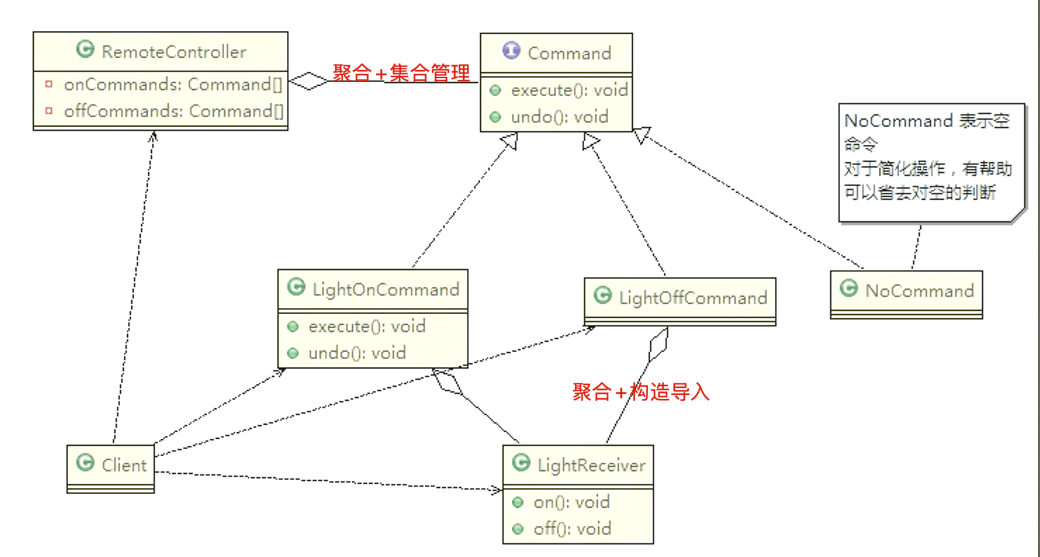 RemoteController
onCommands: Command[]
offCommands: Command[]
聚合+集合管理
Command
execute(): void
undo(): void
NoCommand 表示空
命令
对于简化操作，有帮助
可以省去对空的判断
LightOnCommand
execute(): void
undo(): void
LightOffCommand
NoCommand
聚合+构造导入
Client
LightReceiver
on(): void
off(): void